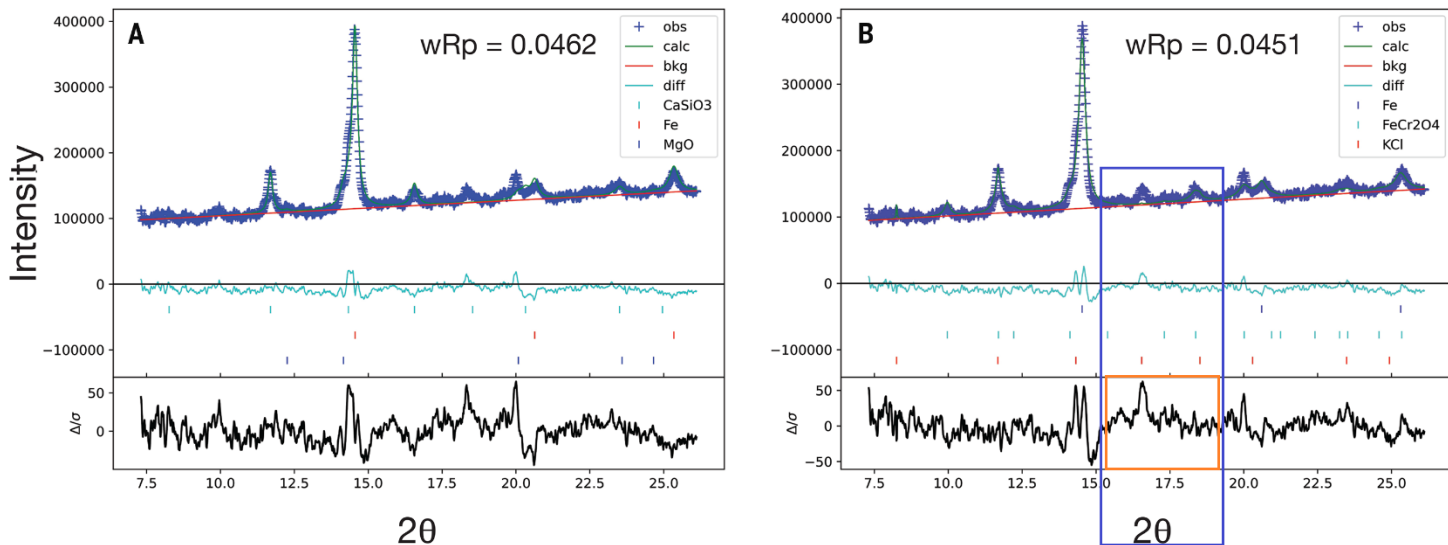 A
wRp = 0.0462
obs
calc
bkg
diff
CaSiO3
Fe
MgO
400000
300000
200000
100000
0
−100000
Intensity
50
0
Δ/σ
7.5 10.0 12.5 15.0 17.5 20.0 22.5 25.0
2θ
B
wRp = 0.0451
obs
calc
bkg
diff
Fe
FeCr2O4
KCl
400000
300000
200000
100000
0
−100000
50
0
−50
Δ/σ
7.5 10.0 12.5 15.0 17.5 20.0 22.5 25.0
2θ